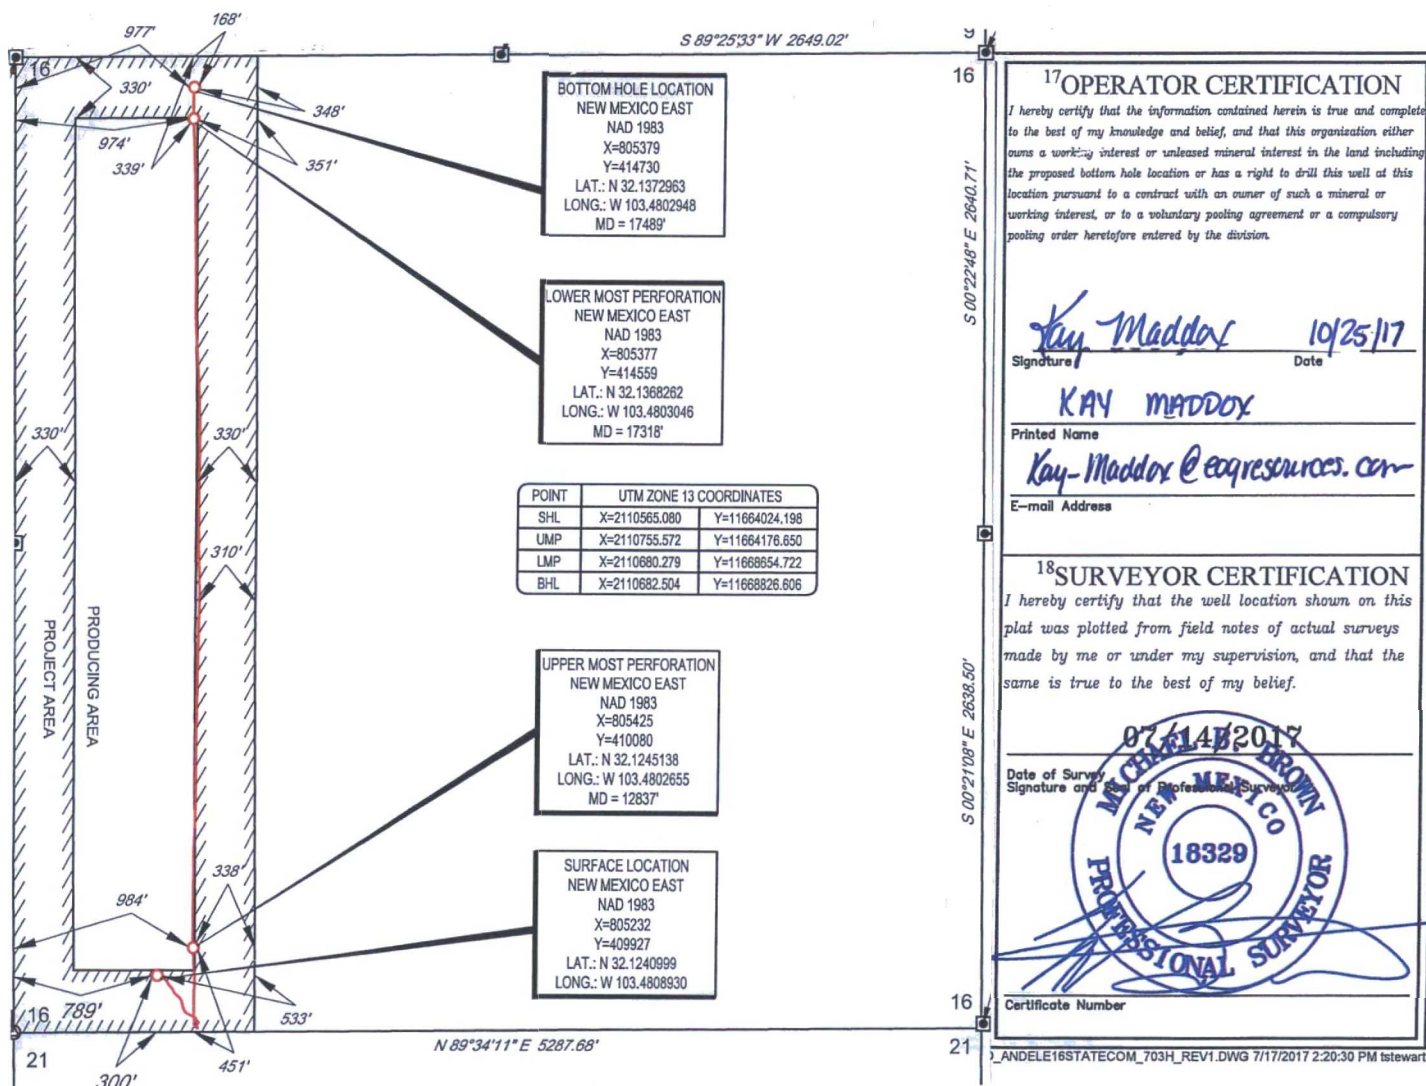 977'
168'
S 89°25'33" W 2649.02'
16
330'
348'
974'
339'
351'
16
BOTTOM HOLE LOCATION
NEW MEXICO EAST
NAD 1983
X=805379
Y=414730
LAT.: N 32.1372963
LONG.: W 103.4802948
MD = 17489'
LOWER MOST PERFORATION
NEW MEXICO EAST
NAD 1983
X=805377
Y=414559
LAT.: N 32.1368262
LONG.: W 103.4803046
MD = 17318'
S 00°22'48" E 2640.71'
330'
330'
310'
POINT UTM ZONE 13 COORDINATES
SHL X=2110565.080 Y=11664024.198
UMP X=2110755.572 Y=11664176.650
LMP X=2110680.279 Y=11668654.722
BHL X=2110682.504 Y=11668826.606
PROJECT AREA
PRODUCING AREA
UPPER MOST PERFORATION
NEW MEXICO EAST
NAD 1983
X=805425
Y=410080
LAT.: N 32.1245138
LONG.: W 103.4802655
MD = 12837'
S 00°21'08" E 2638.50'
SURFACE LOCATION
NEW MEXICO EAST
NAD 1983
X=805232
Y=409927
LAT.: N 32.1240999
LONG.: W 103.4808930
338'
984'
16
789'
533'
21
300'
451'
N 89°34'11" E 5287.68'
16
21
17OPERATOR CERTIFICATION
I hereby certify that the information contained herein is true and complete
to the best of my knowledge and belief, and that this organization either
owns a working interest or unleased mineral interest in the land including
the proposed bottom hole location or has a right to drill this well at this
location pursuant to a contract with an owner of such a mineral or
working interest, or to a voluntary pooling agreement or a compulsory
pooling order heretofore entered by the division.
Kay Maddox 10/25/17
Signature Date
KAY MADDOX
Printed Name
Kay-Maddox@eogresources.com
E-mail Address
18SURVEYOR CERTIFICATION
I hereby certify that the well location shown on this
plat was plotted from field notes of actual surveys
made by me or under my supervision, and that the
same is true to the best of my belief.
07/14/2017
Date of Survey
Signature and Seal of Professional Surveyor
MICHAEL B. BROWN
NEW MEXICO
18329
PROFESSIONAL SURVEYOR
Certificate Number
_ANDELE16STATECOM_703H_REV1.DWG 7/17/2017 2:20:30 PM tstewart